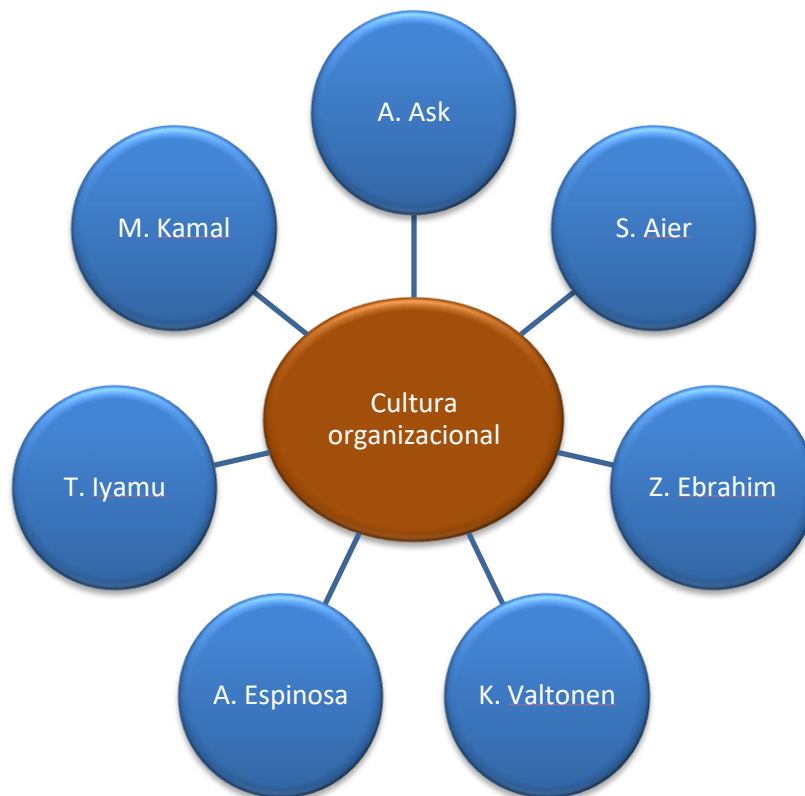 A. Ask
M. Kamal
S. Aier
Cultura
organizacional
T. Iyamu
Z. Ebrahim
A. Espinosa
K. Valtonen